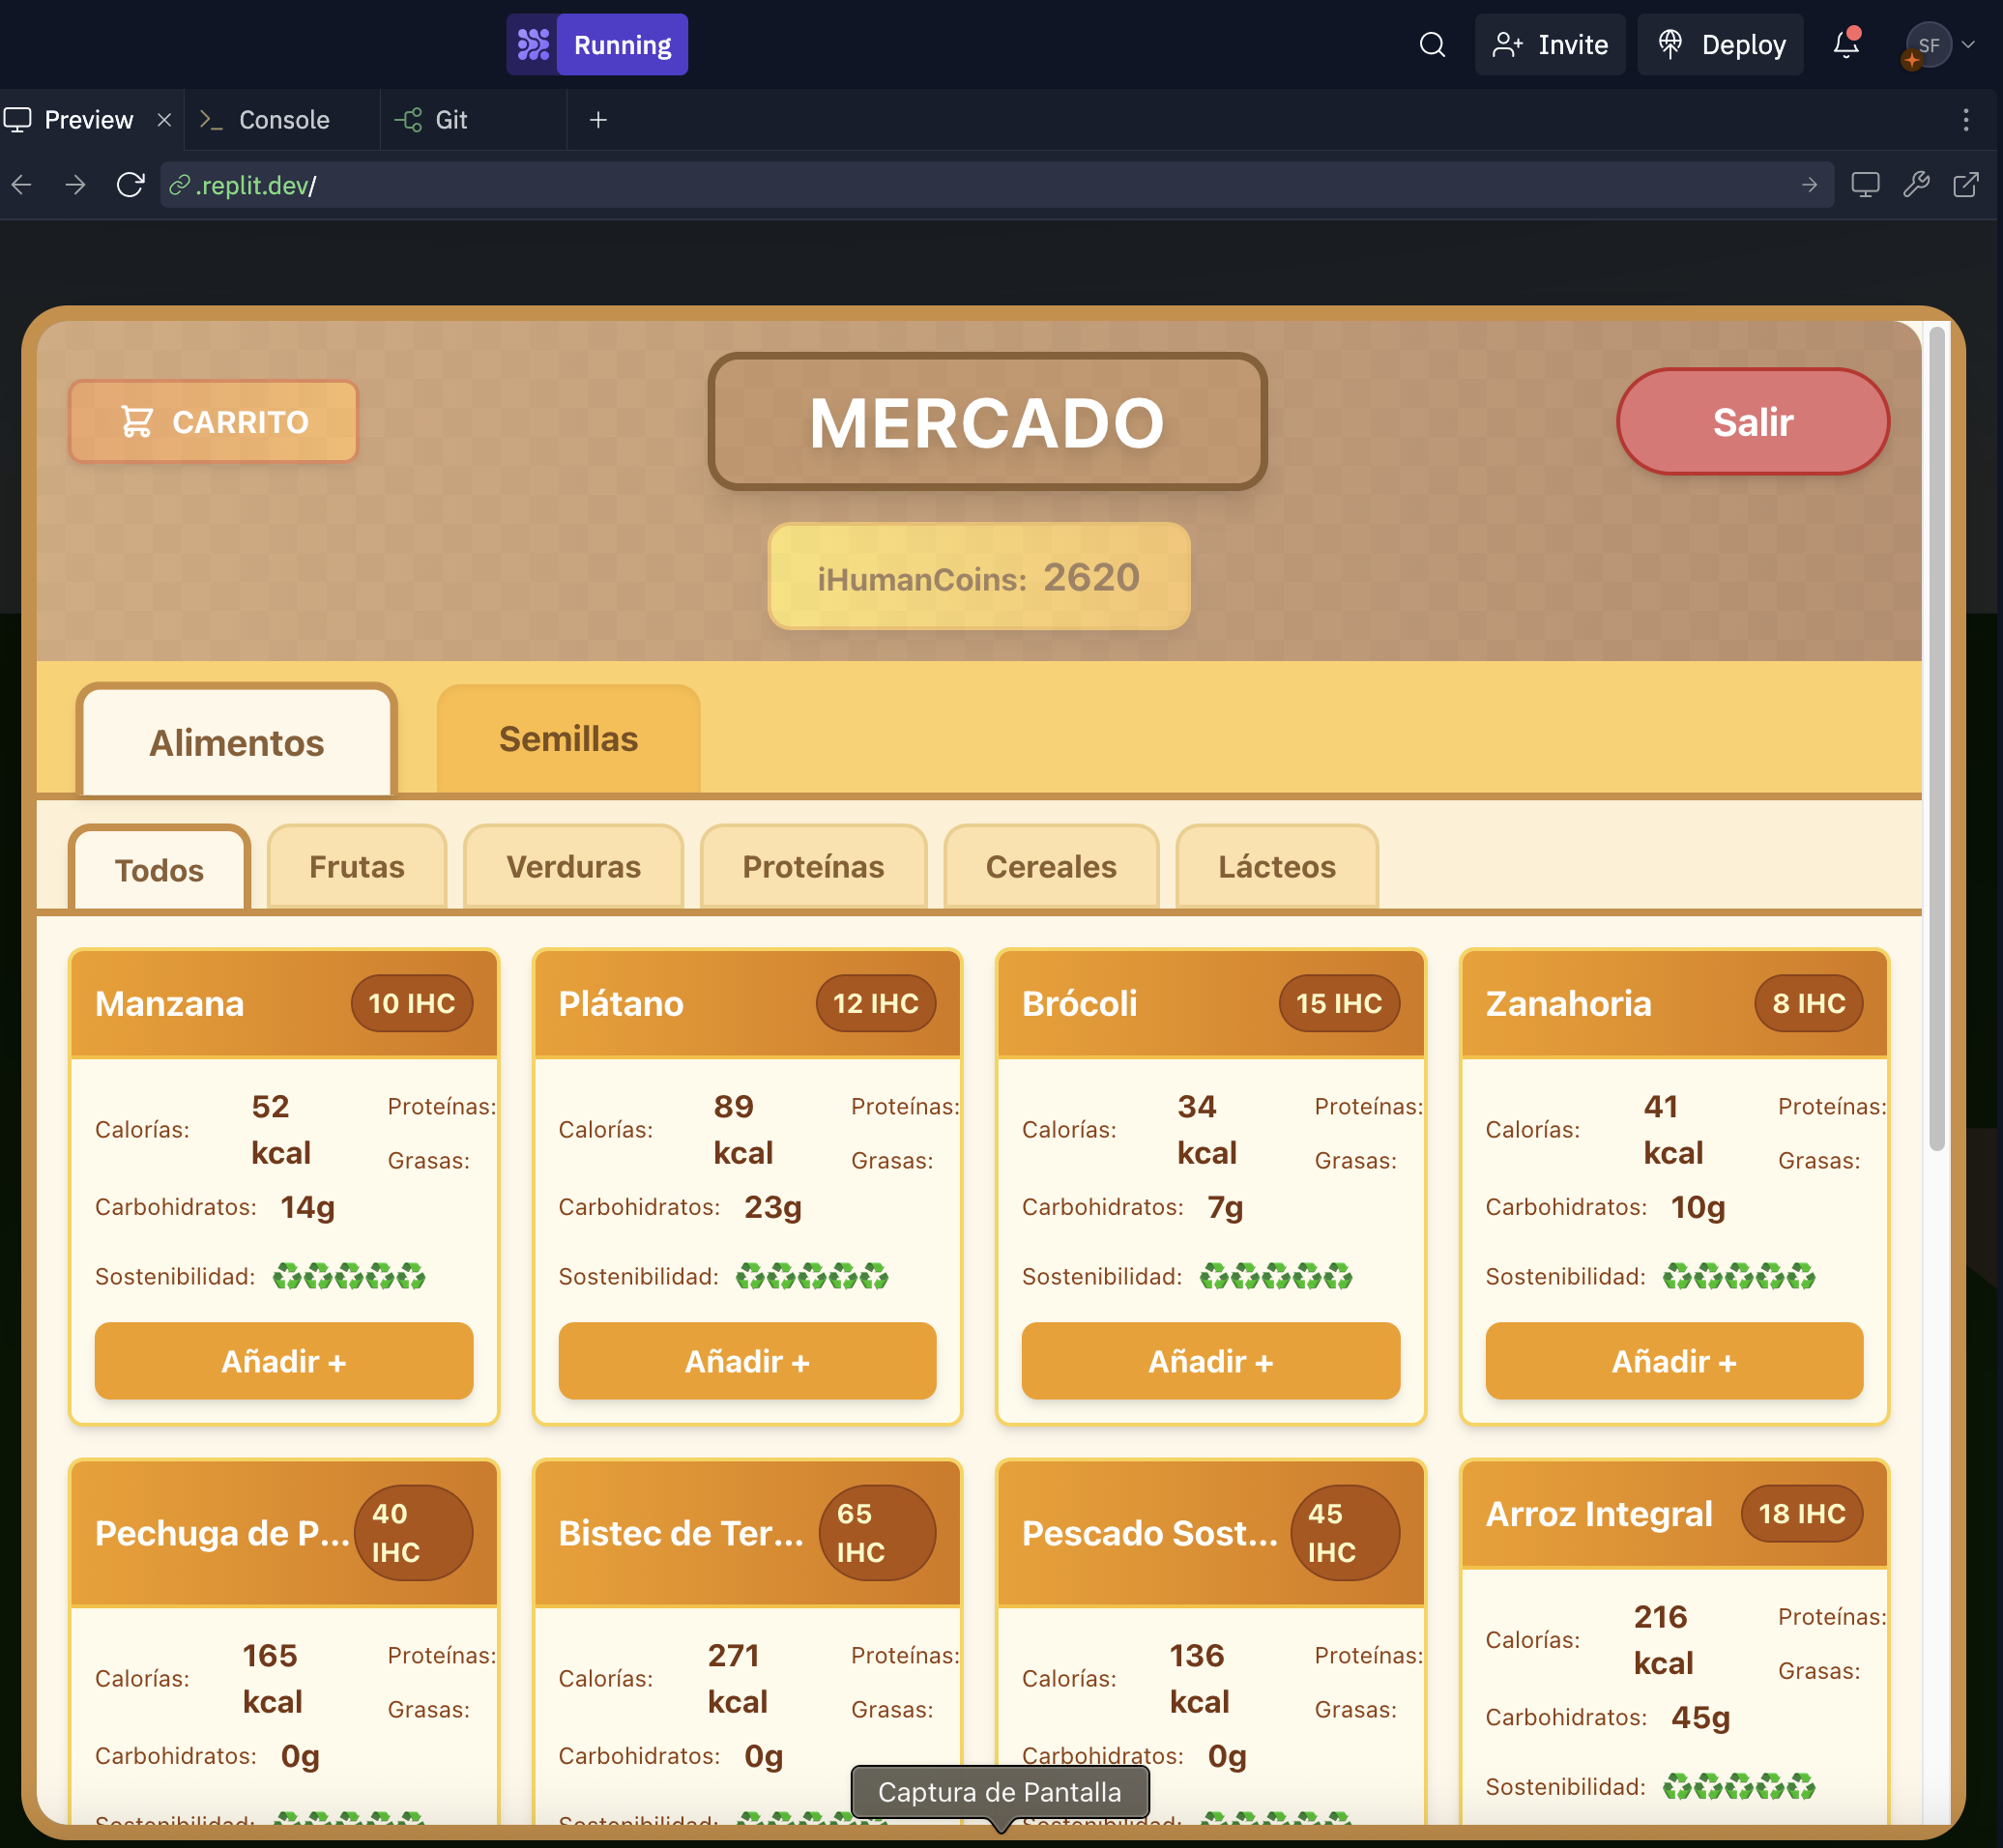 Running
Invite
Deploy
SF
Preview
Console
Git
.replit.dev/
CARRITO
MERCADO
Salir
iHumanCoins: 2620
Alimentos
Semillas
Todos
Frutas
Verduras
Proteínas
Cereales
Lácteos
Manzana
10 IHC
Calorías:
52
kcal
Proteínas:
Grasas:
Carbohidratos: 14g
Sostenibilidad:
Añadir +
Plátano
12 IHC
Calorías:
89
kcal
Proteínas:
Grasas:
Carbohidratos: 23g
Sostenibilidad:
Añadir +
Brócoli
15 IHC
Calorías:
34
kcal
Proteínas:
Grasas:
Carbohidratos: 7g
Sostenibilidad:
Añadir +
Zanahoria
8 IHC
Calorías:
41
kcal
Proteínas:
Grasas:
Carbohidratos: 10g
Sostenibilidad:
Añadir +
Pechuga de P...
40
IHC
Calorías:
165
kcal
Proteínas:
Grasas:
Carbohidratos: 0g
Sostenibilidad:
Bistec de Ter...
65
IHC
Calorías:
271
kcal
Proteínas:
Grasas:
Carbohidratos: 0g
Sostenibilidad:
Pescado Sost...
45
IHC
Calorías:
136
kcal
Proteínas:
Grasas:
Carbohidratos: 0g
Sostenibilidad:
Arroz Integral
18 IHC
Calorías:
216
kcal
Proteínas:
Grasas:
Carbohidratos: 45g
Sostenibilidad:
Captura de Pantalla